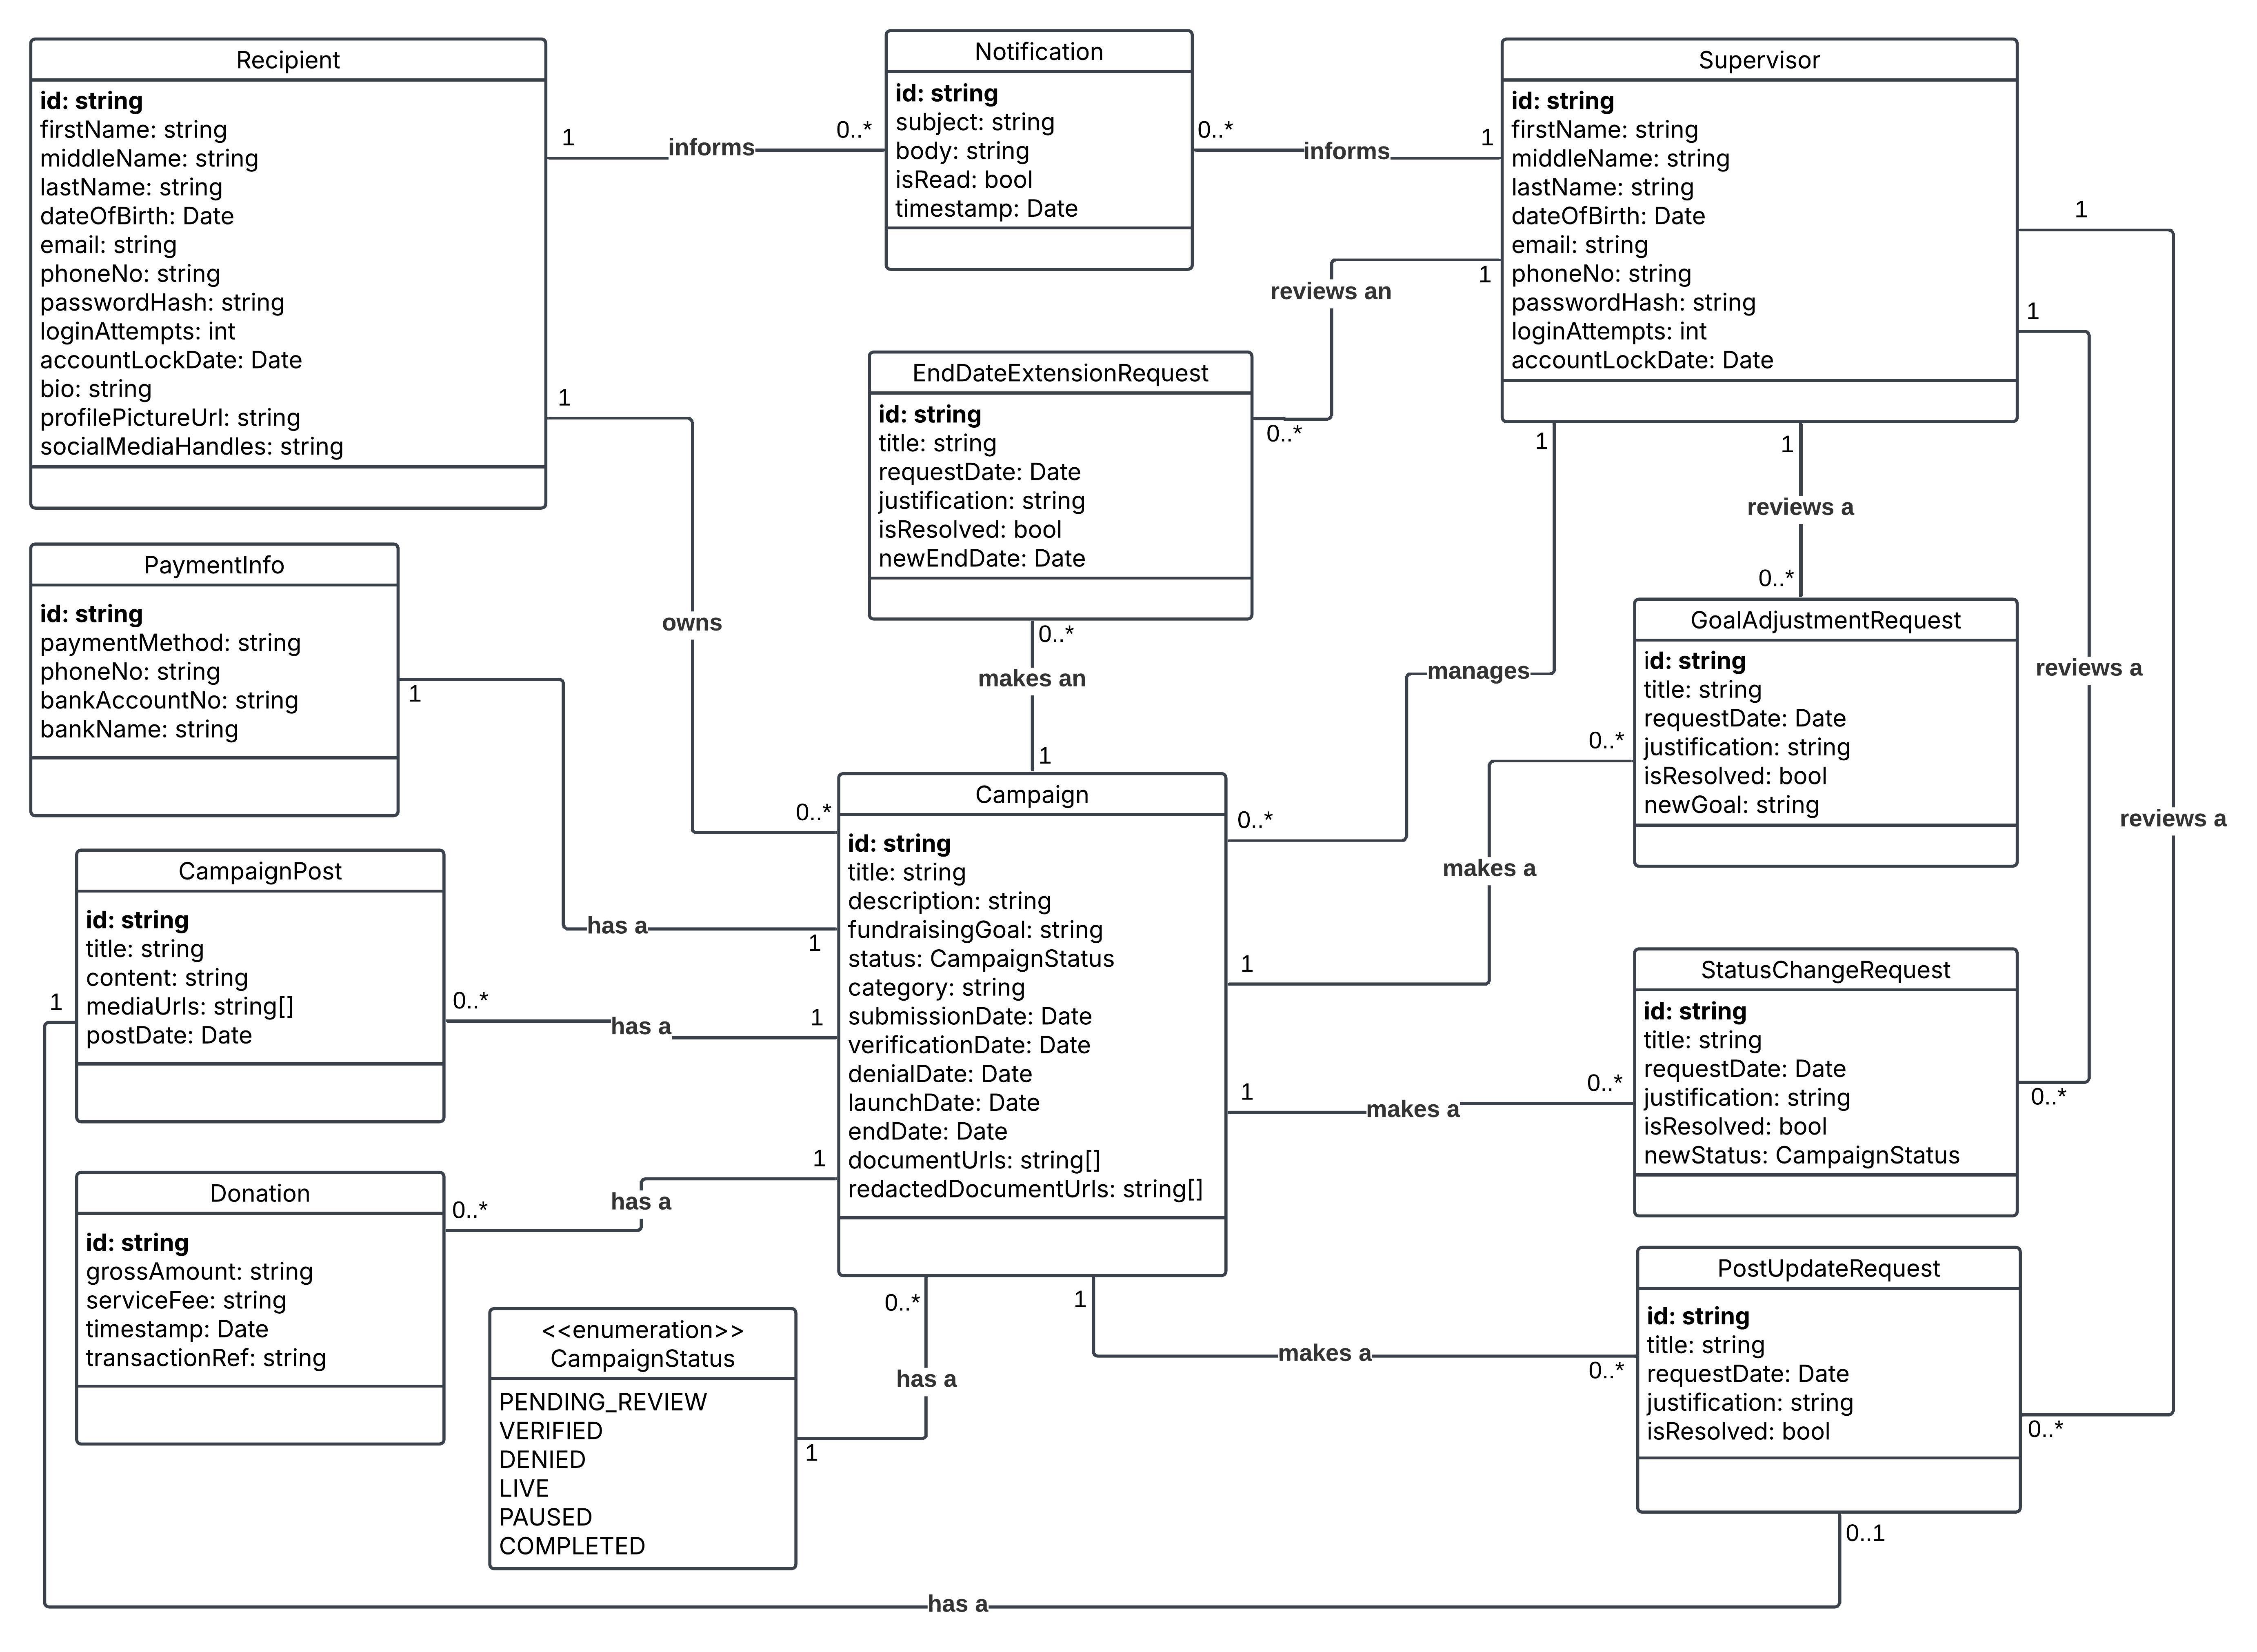 Recipient
id: string
firstName: string
middleName: string
lastName: string
dateOfBirth: Date
email: string
phoneNo: string
passwordHash: string
loginAttempts: int
accountLockDate: Date
bio: string
profilePictureUrl: string
socialMediaHandles: string
1
informs
0..*
1
Notification
id: string
subject: string
body: string
isRead: bool
timestamp: Date
0..*
informs
1
Supervisor
id: string
firstName: string
middleName: string
lastName: string
dateOfBirth: Date
email: string
phoneNo: string
passwordHash: string
loginAttempts: int
accountLockDate: Date
1
1
reviews an
1
0..*
EndDateExtensionRequest
id: string
title: string
requestDate: Date
justification: string
isResolved: bool
newEndDate: Date
0..*
makes an
1
1
manages
0..*
1
reviews a
0..*
GoalAdjustmentRequest
id: string
title: string
requestDate: Date
justification: string
isResolved: bool
newGoal: string
reviews a
reviews a
0..*
makes a
1
PaymentInfo
id: string
paymentMethod: string
phoneNo: string
bankAccountNo: string
bankName: string
1
has a
1
owns
0..*
Campaign
id: string
title: string
description: string
fundraisingGoal: string
status: CampaignStatus
category: string
submissionDate: Date
verificationDate: Date
denialDate: Date
launchDate: Date
endDate: Date
documentUrls: string[]
redactedDocumentUrls: string[]
CampaignPost
id: string
title: string
content: string
mediaUrls: string[]
postDate: Date
1
0..*
has a
1
StatusChangeRequest
id: string
title: string
requestDate: Date
justification: string
isResolved: bool
newStatus: CampaignStatus
1
makes a
0..*
0..*
Donation
id: string
grossAmount: string
serviceFee: string
timestamp: Date
transactionRef: string
0..*
has a
1
<<enumeration>>
CampaignStatus
PENDING_REVIEW
VERIFIED
DENIED
LIVE
PAUSED
COMPLETED
0..*
has a
1
1
makes a
0..*
PostUpdateRequest
id: string
title: string
requestDate: Date
justification: string
isResolved: bool
0..*
0..1
has a